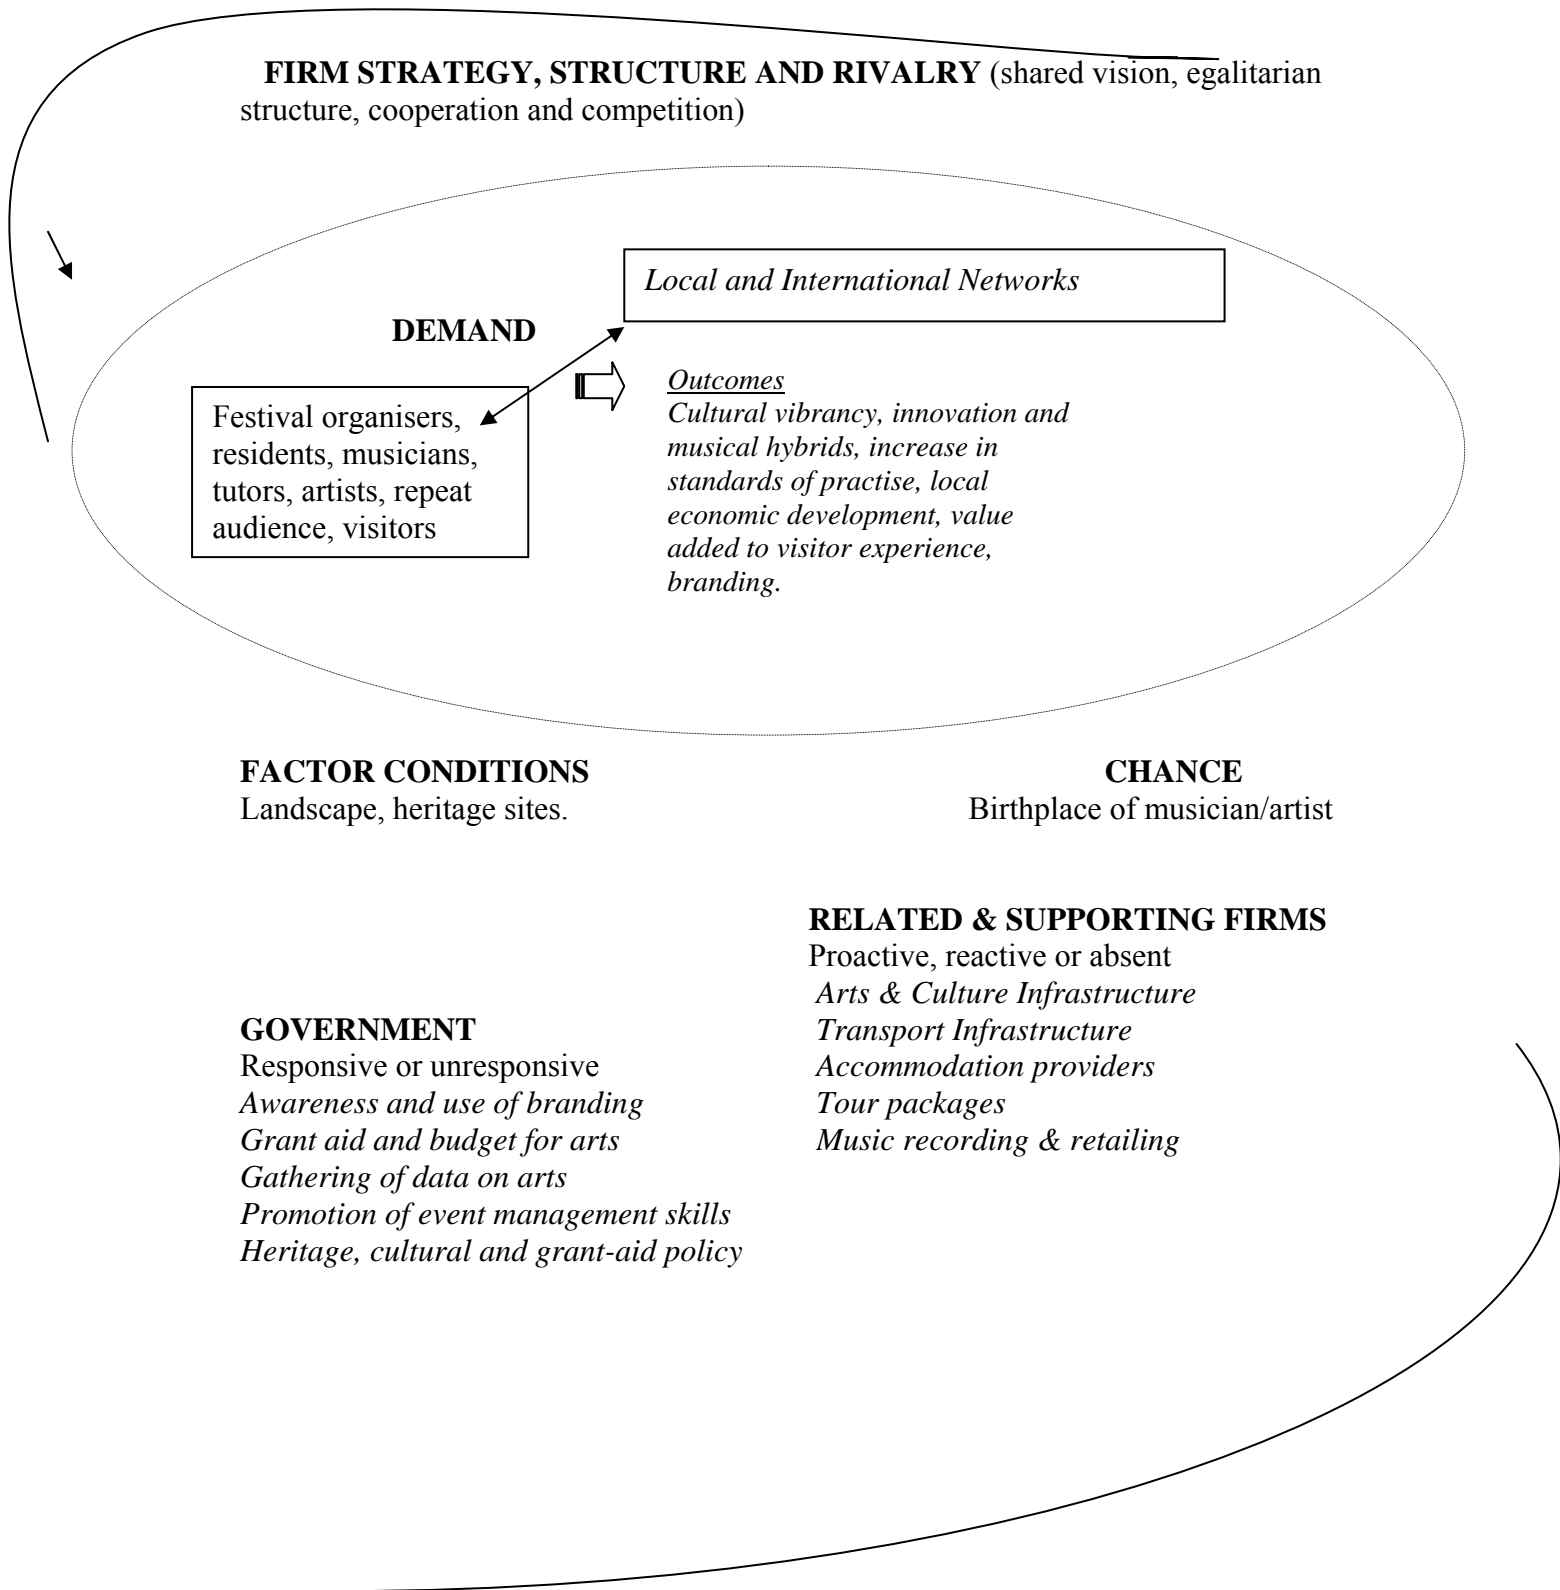 FIRM STRATEGY, STRUCTURE AND RIVALRY (shared vision, egalitarian
structure, cooperation and competition)
Local and International Networks
DEMAND
Festival organisers,
residents, musicians,
tutors, artists, repeat
audience, visitors
Outcomes
Cultural vibrancy, innovation and
musical hybrids, increase in
standards of practise, local
economic development, value
added to visitor experience,
branding.
FACTOR CONDITIONS
Landscape, heritage sites.
CHANCE
Birthplace of musician/artist
RELATED & SUPPORTING FIRMS
Proactive, reactive or absent
Arts & Culture Infrastructure
Transport Infrastructure
Accommodation providers
Tour packages
Music recording & retailing
GOVERNMENT
Responsive or unresponsive
Awareness and use of branding
Grant aid and budget for arts
Gathering of data on arts
Promotion of event management skills
Heritage, cultural and grant-aid policy